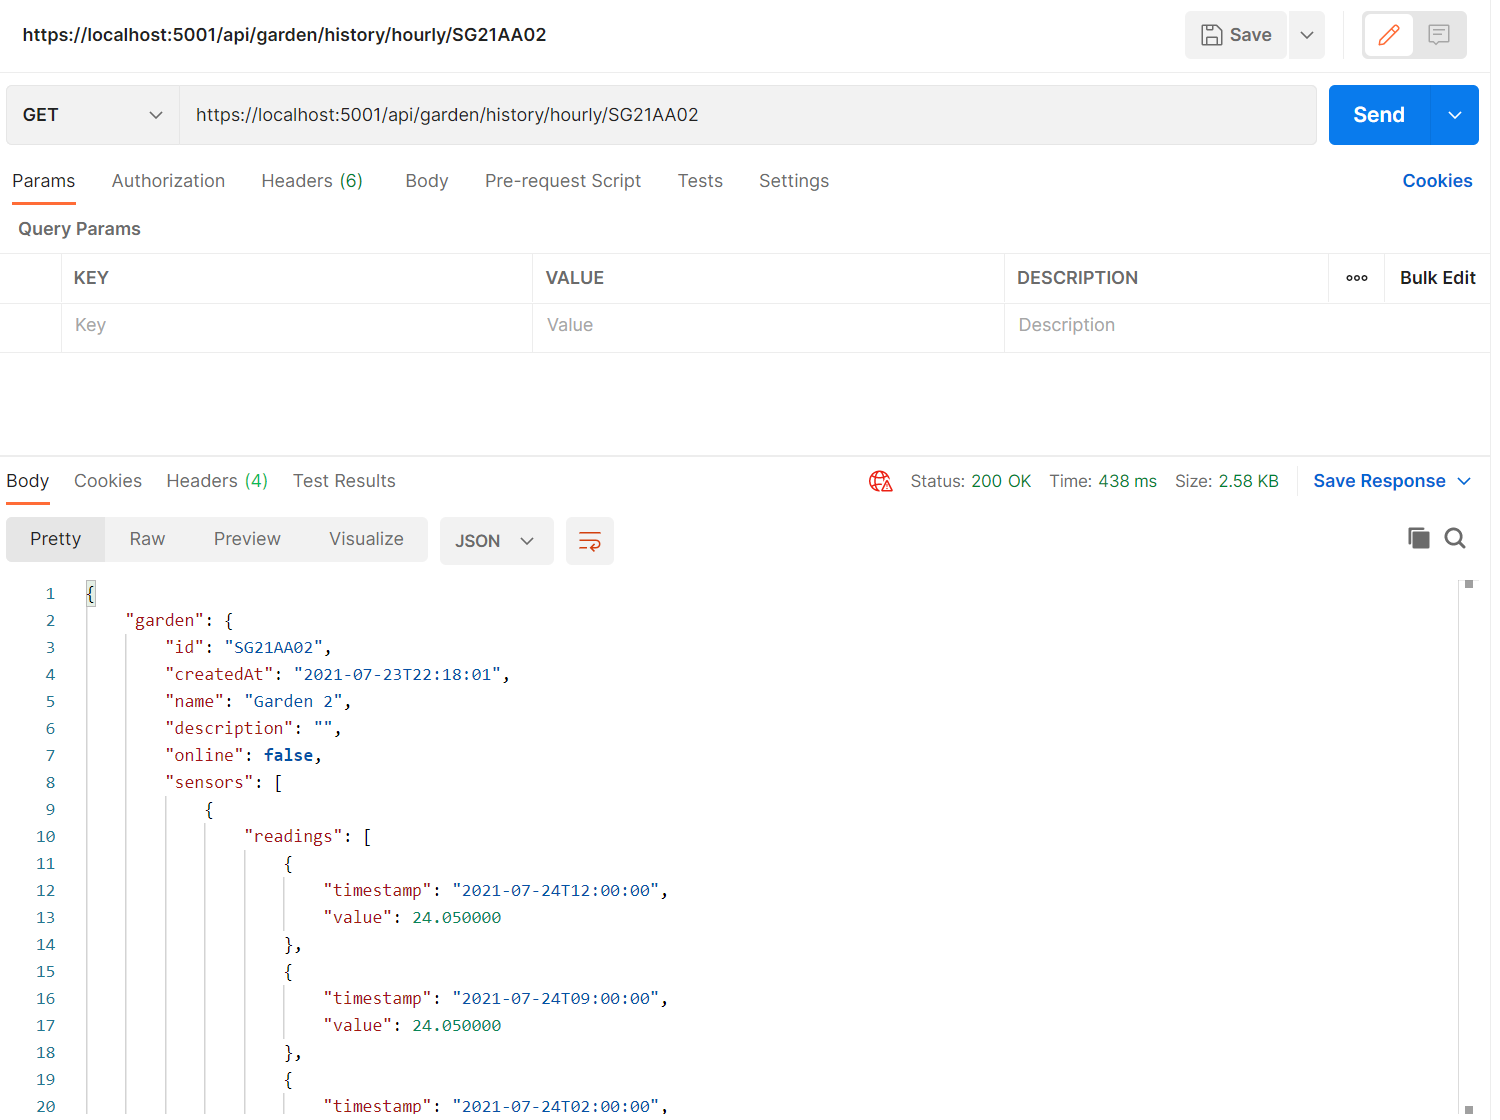 https://localhost:5001/api/garden/history/hourly/SG21AA02 Save
GET https://localhost:5001/api/garden/history/hourly/SG21AA02 Send
Params Authorization Headers (6) Body Pre-request Script Tests Settings Cookies
Query Params
KEY VALUE DESCRIPTION ooo Bulk Edit
Key Value Description
Body Cookies Headers (4) Test Results Status: 200 OK Time: 438 ms Size: 2.58 KB Save Response
Pretty Raw Preview Visualize JSON
1 {
2 "garden": {
3 "id": "SG21AA02",
4 "createdAt": "2021-07-23T22:18:01",
5 "name": "Garden 2",
6 "description": "",
7 "online": false,
8 "sensors": [
9 {
10 "readings": [
11 {
12 "timestamp": "2021-07-24T12:00:00",
13 "value": 24.050000
14 },
15 {
16 "timestamp": "2021-07-24T09:00:00",
17 "value": 24.050000
18 },
19 {
20 "timestamp": "2021-07-24T02:00:00",